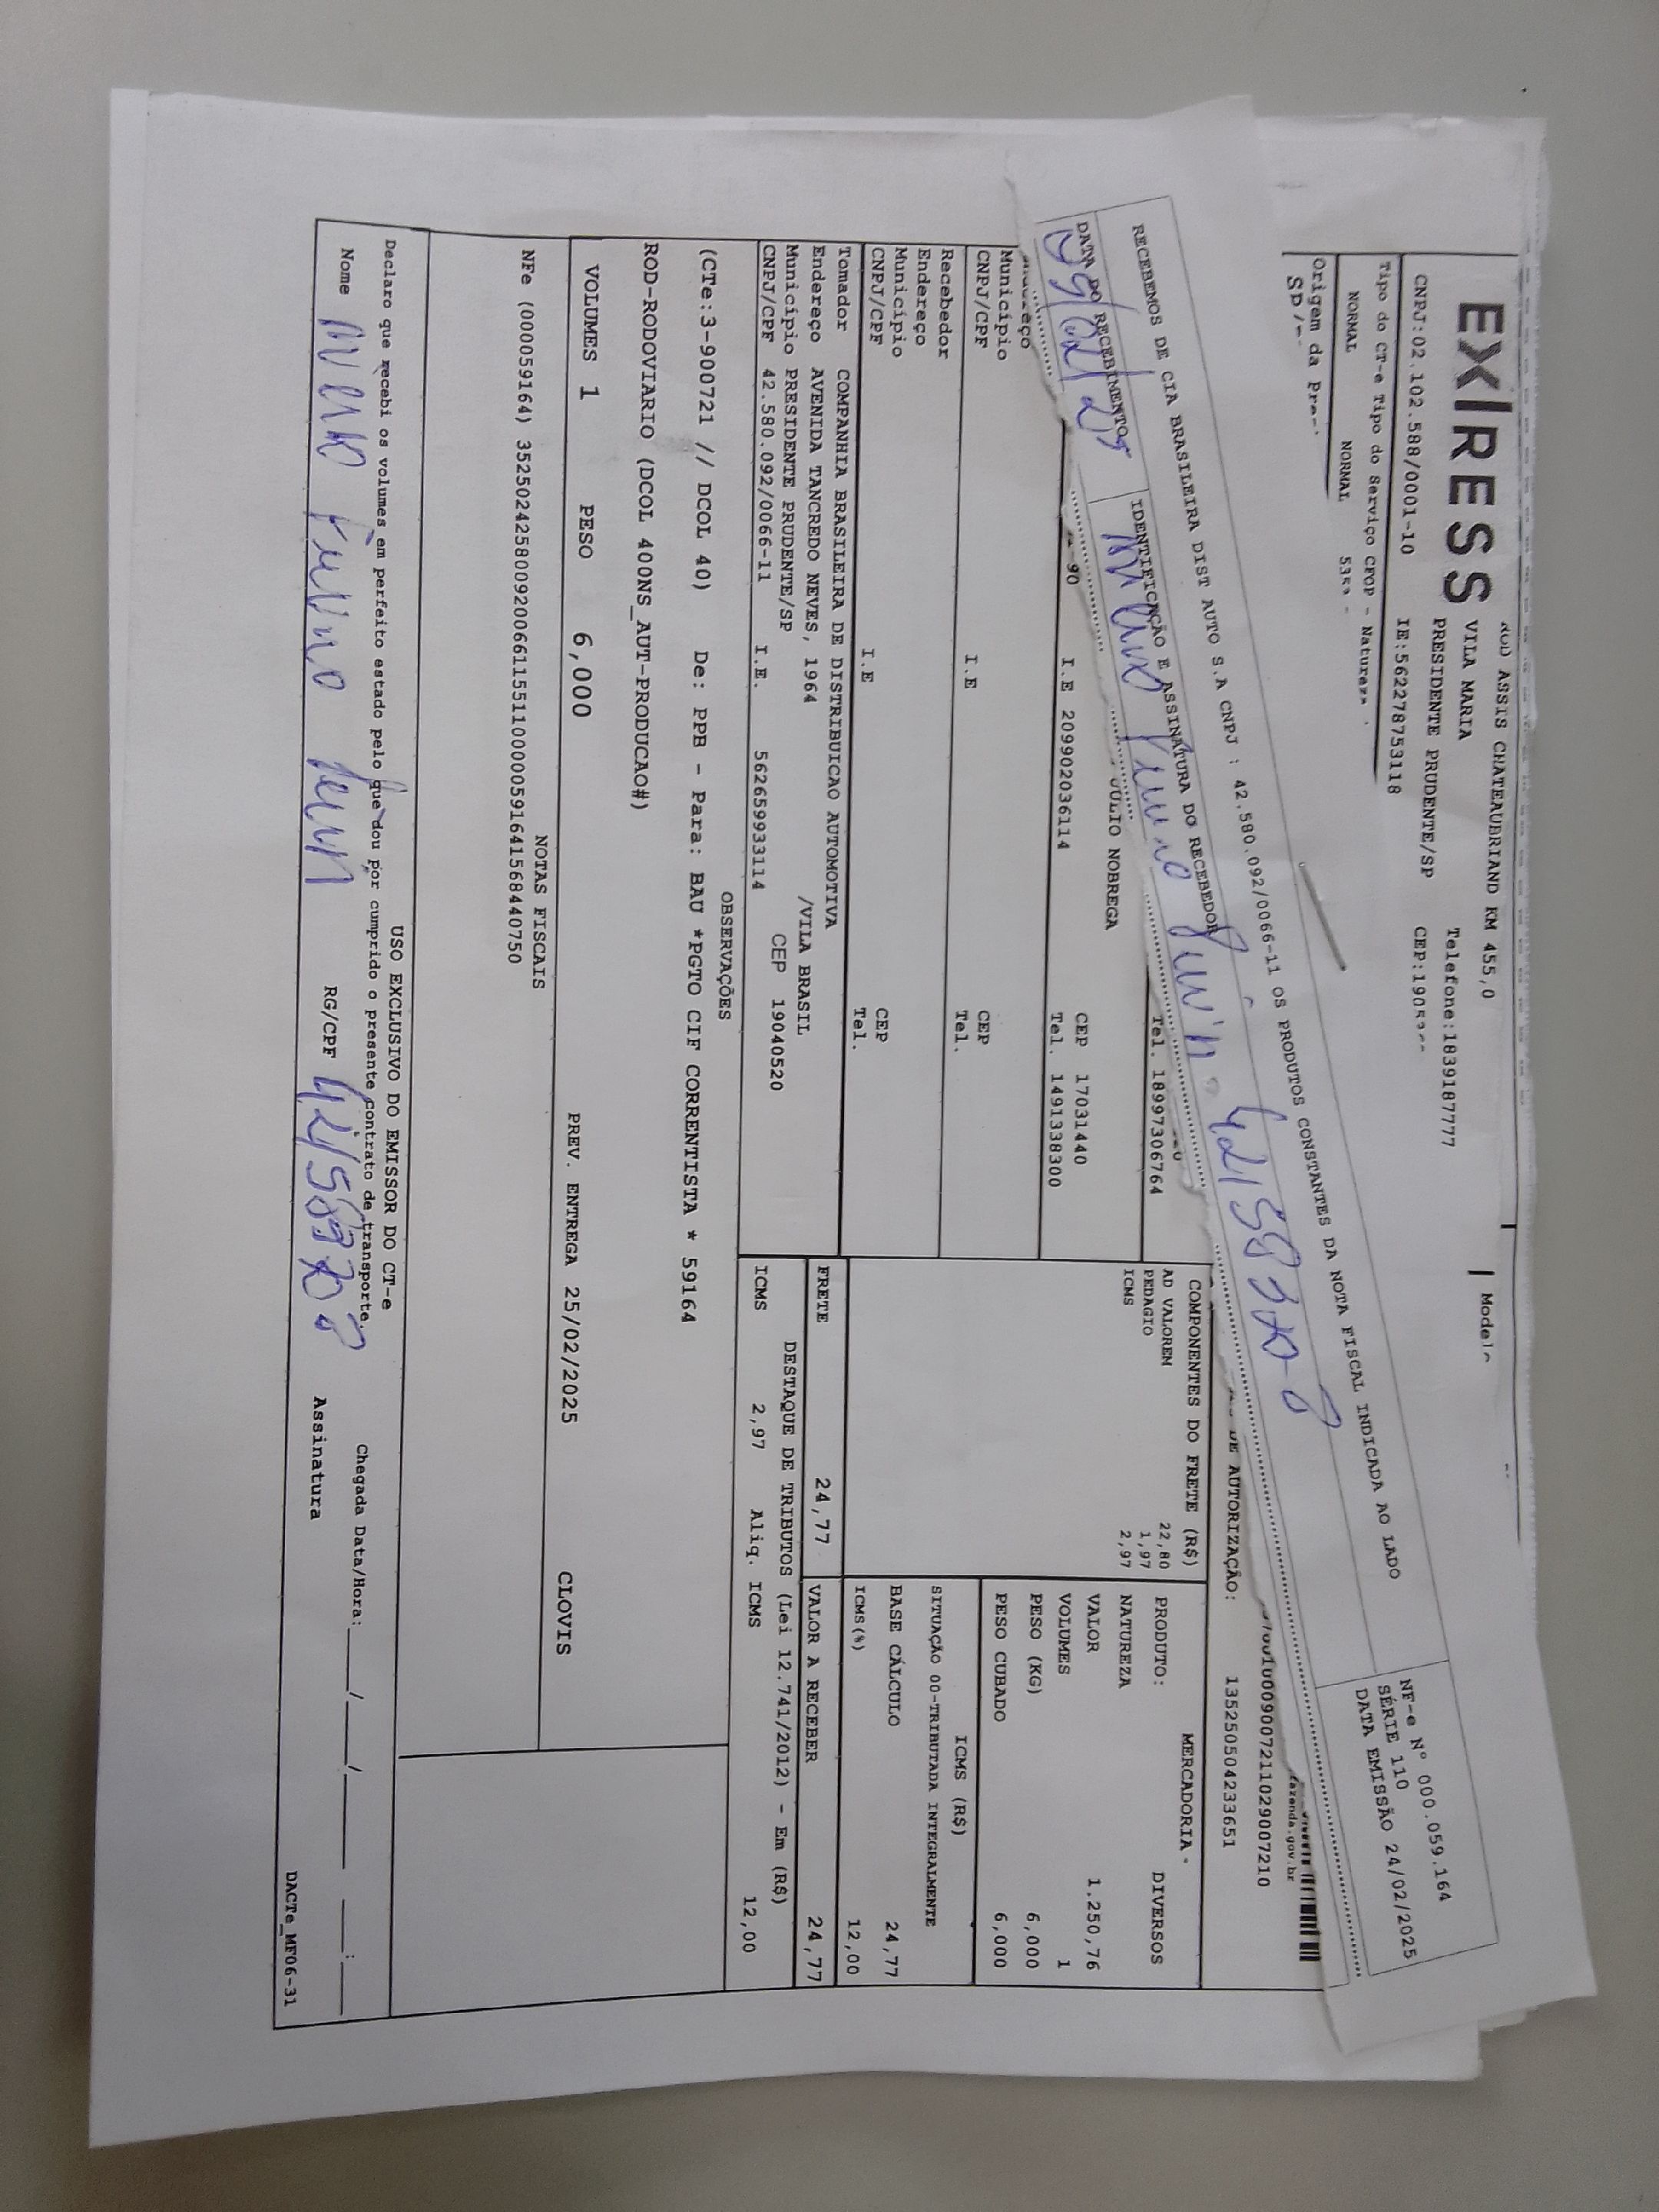 EXPRESS
ROD ASSIS CHATEAUBRIAND KM 455,0
VILA MARIA
PRESIDENTE PRUDENTE/SP
Telefone:1839187777
CNPJ:02.102.588/0001-10
IE:562278753118
Tipo do CT-e Tipo do Serviço CFOP - Natureza
NORMAL NORMAL
Origem da
RECEBEMOS DE CIA BRASILEIRA DIST AUTO S.A CNPJ : 42.580.092/0066-11 OS PRODUTOS CONSTANTES DA NOTA FISCAL INDICADA AO LADO
NF-e N° 000.059.164
SÉRIE 110
DATA EMISSÃO 24/02/2025
DATA DO RECEBIMENTO
IDENTIFICAÇÃO E ASSINATURA DO RECEBEDOR
fazenda.gov.br
DE AUTORIZAÇÃO: 135250504233651
JULIO NOBREGA
Tel. 18997306764
CEP 17031440
I.E 209902036114 Tel. 1491338300
Município CEP
CNPJ/CPF I.E Tel.
Recebedor
Endereço
Município CEP
CNPJ/CPF I.E Tel.
Tomador COMPANHIA BRASILEIRA DE DISTRIBUICAO AUTOMOTIVA
Endereço AVENIDA TANCREDO NEVES, 1964 /VILA BRASIL
Município PRESIDENTE PRUDENTE/SP CEP 19040520
CNPJ/CPF 42.580.092/0066-11 I.E. 562659933114
COMPONENTES DO FRETE (R$)
AD VALOREM 22,80
PEDAGIO 1,97
ICMS 2,97
MERCADORIA -
PRODUTO: DIVERSOS
NATUREZA
VALOR 1.250,76
VOLUMES 1
PESO (KG) 6,000
PESO CUBADO 6,000
ICMS (R$)
SITUAÇÃO 00-TRIBUTADA INTEGRALMENTE
BASE CÁLCULO 24,77
ICMS(%) 12,00
FRETE 24,77 VALOR A RECEBER 24,77
DESTAQUE DE TRIBUTOS (Lei 12.741/2012) - Em (R$)
ICMS 2,97 Aliq. ICMS 12,00
OBSERVAÇÕES
(CTe:3-900721 // DCOL 40) De: PPB - Para: BAU *PGTO CIF CORRENTISTA * 59164
ROD-RODOVIARIO (DCOL 400NS_AUT-PRODUCAO#)
VOLUMES 1 PESO 6,000 PREV. ENTREGA 25/02/2025 CLOVIS
NOTAS FISCAIS
NFe (000059164) 35250242580092006611551100000591641568440750
USO EXCLUSIVO DO EMISSOR DO CT-e
Declaro que recebi os volumes em perfeito estado pelo que dou por cumprido o presente contrato de transporte.
Chegada Data/Hora:___/___/___ __:__
Nome RG/CPF Assinatura
DACTe_MF06-31